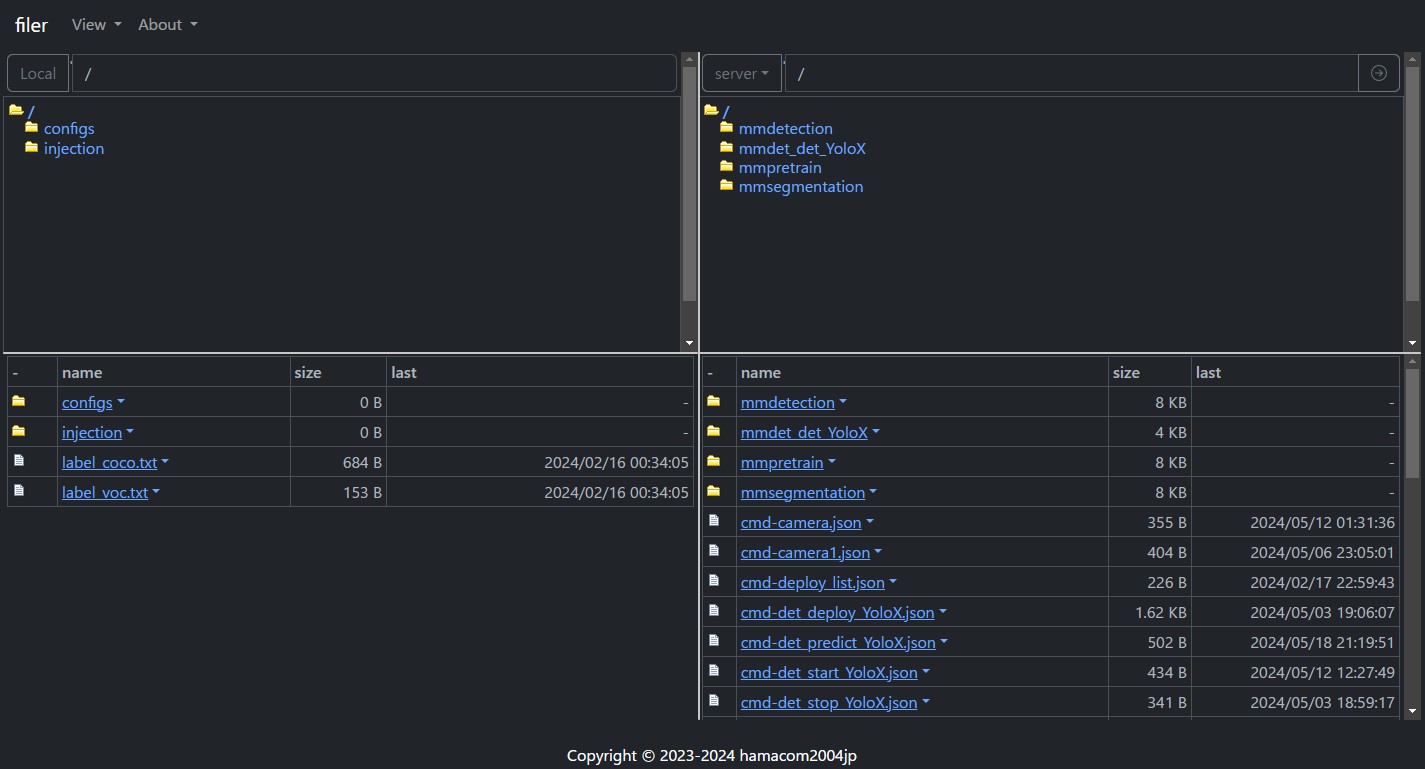 filer View About
Local /
/
configs
injection
server /
/
mmdetection
mmdet_det_YoloX
mmpretrain
mmsegmentation
- name size last
configs 0 B -
injection 0 B -
label_coco.txt 684 B 2024/02/16 00:34:05
label_voc.txt 153 B 2024/02/16 00:34:05
- name size last
mmdetection 8 KB -
mmdet_det_YoloX 4 KB -
mmpretrain 8 KB -
mmsegmentation 8 KB -
cmd-camera.json 355 B 2024/05/12 01:31:36
cmd-camera1.json 404 B 2024/05/06 23:05:01
cmd-deploy_list.json 226 B 2024/02/17 22:59:43
cmd-det_deploy_YoloX.json 1.62 KB 2024/05/03 19:06:07
cmd-det_predict_YoloX.json 502 B 2024/05/18 21:19:51
cmd-det_start_YoloX.json 434 B 2024/05/12 12:27:49
cmd-det_stop_YoloX.json 341 B 2024/05/03 18:59:17
Copyright © 2023-2024 hamacom2004jp